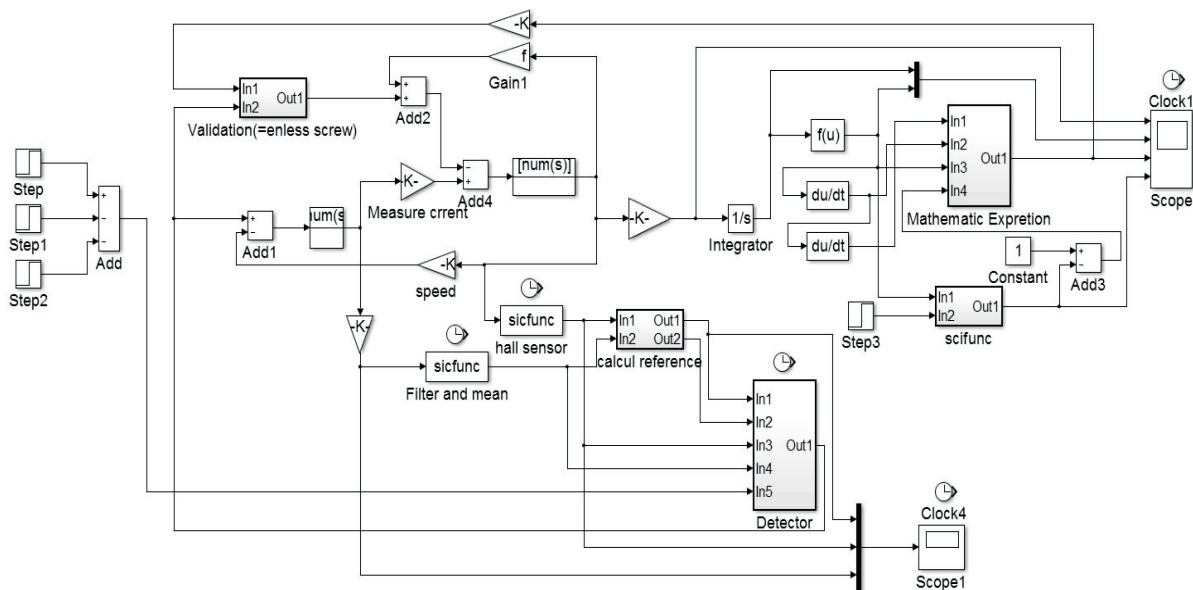 -K
f
Gain1
In1
In2
Out1
Validation(=enless screw)
+
+
Add2
Clock1
Scope
In1
In2
In3
In4
Out1
Mathematic Expretion
f(u)
du/dt
du/dt
Step
Step1
Step2
+
−
−
Add
+
−
Add1
num(s
-K-
Measure crrent
−
+
Add4
[num(s)]
-K-
1/s
Integrator
1
Constant
+
−
Add3
-K
speed
In1
In2
Out1
scifunc
Step3
-K-
sicfunc
hall sensor
sicfunc
Filter and mean
In1
In2
Out1
Out2
calcul reference
In1
In2
In3
In4
In5
Out1
Detector
Clock4
Scope1